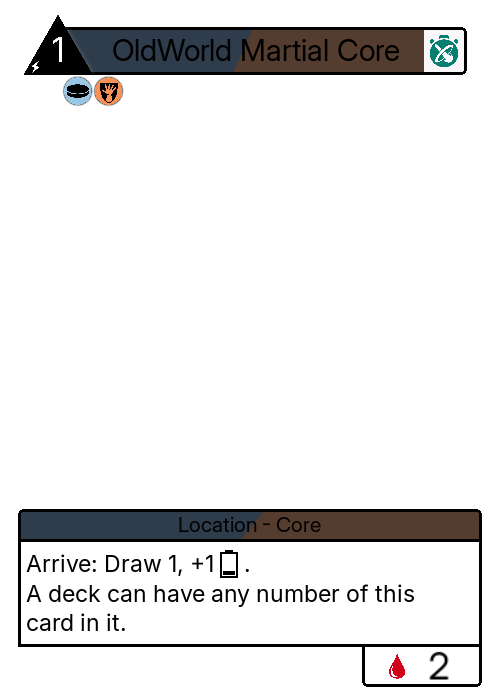 1 OldWorld Martial Core
Location - Core
Arrive: Draw 1, +1 .
A deck can have any number of this
card in it.
2